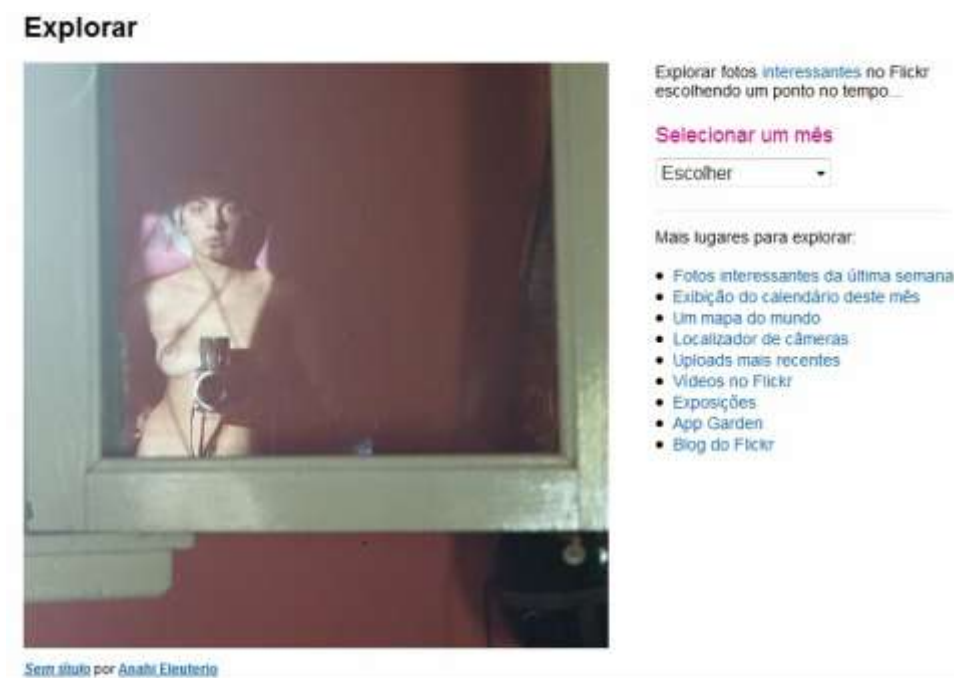 Explorar
Explorar fotos interessantes no Flickr
escolhendo um ponto no tempo...
Selecionar um mês
Escolher
Mais lugares para explorar:
Fotos interessantes da última semana
Exibição do calendário deste mês
Um mapa do mundo
Localizador de câmeras
Uploads mais recentes
Vídeos no Flickr
Exposições
App Garden
Blog do Flickr
Sem título por Anahi Eleuterio